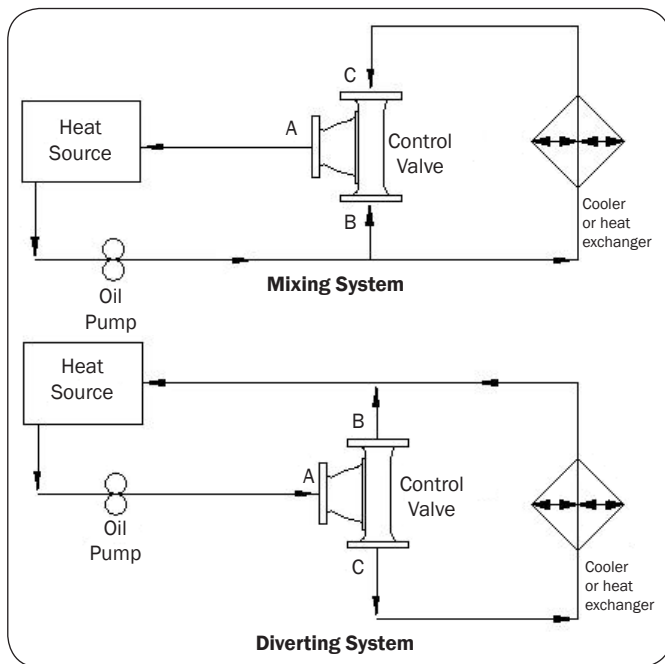 C
Heat
Source
A
Control
Valve
B
Cooler
or heat
exchanger
Mixing System
Oil
Pump
Heat
Source
B
A
Control
Valve
Oil
Pump
C
Cooler
or heat
exchanger
Diverting System